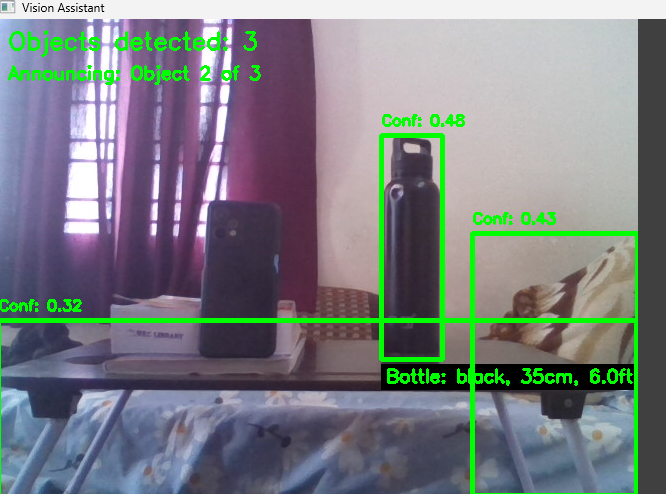 Vision Assistant
Objects detected: 3
Announcing: Object 2 of 3
Conf: 0.48
Conf: 0.43
Conf: 0.32
LIBRARY
Bottle: black, 35cm, 6.0ft